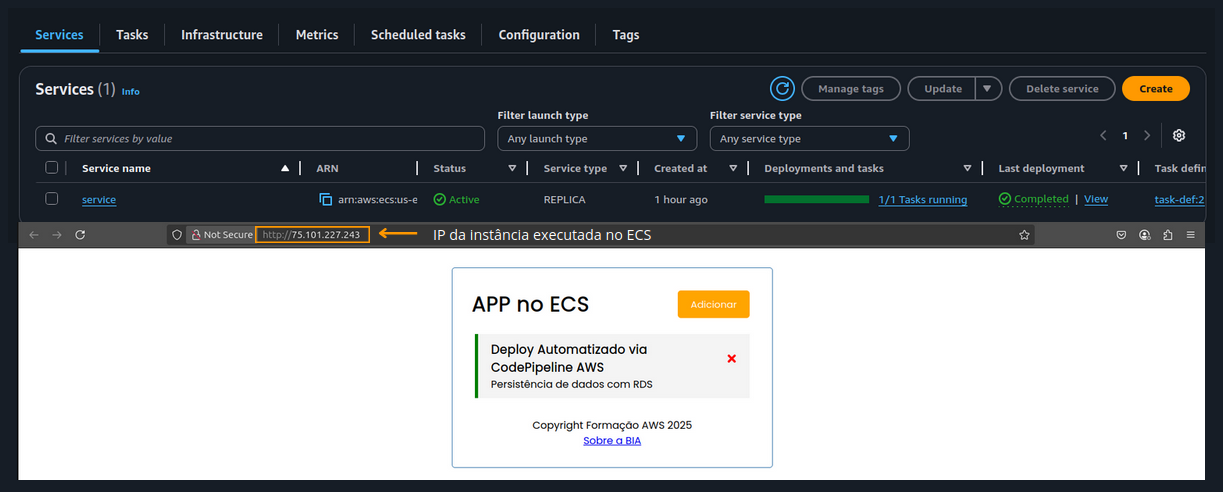 Services Tasks Infrastructure Metrics Scheduled tasks Configuration Tags
Services (1) Info Manage tags Update Delete service Create
Filter launch type Filter service type
Filter services by value Any launch type Any service type 1
Service name ARN Status Service type Created at Deployments and tasks Last deployment Task defin
service arn:aws:ecs:us-e Active REPLICA 1 hour ago 1/1 Tasks running Completed | View task-def:2
Not Secure http://75.101.227.243 IP da instância executada no ECS
APP no ECS Adicionar
Deploy Automatizado via
CodePipeline AWS
Persistência de dados com RDS
Copyright Formação AWS 2025
Sobre a BIA